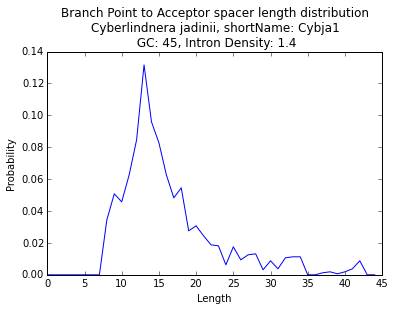 Branch Point to Acceptor spacer length distribution
Cyberlindnera jadinii, shortName: Cybja1
GC: 45, Intron Density: 1.4
0.14
0.12
0.10
0.08
0.06
0.04
0.02
0.00
Probability
0 5 10 15 20 25 30 35 40 45
Length